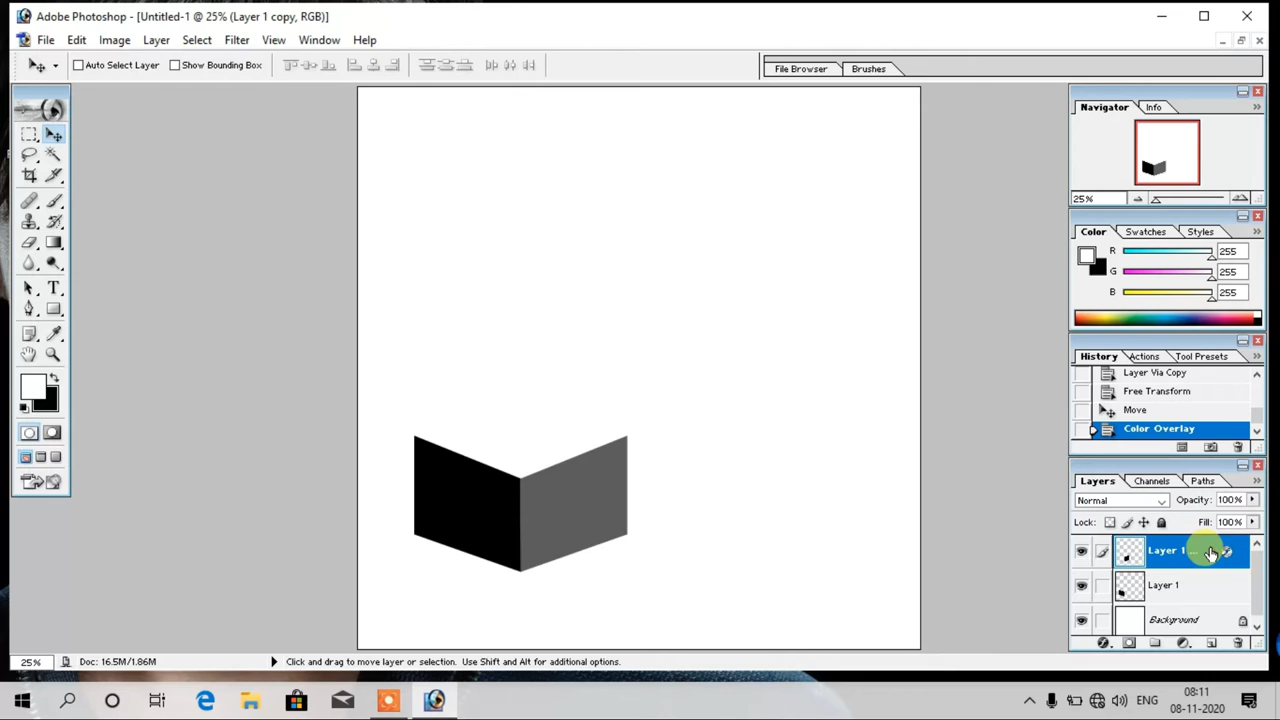 Adobe Photoshop - [Untitled-1 @ 25% (Layer 1 copy, RGB)]
File Edit Image Layer Select Filter View Window Help
Auto Select Layer Show Bounding Box
File Browser Brushes
Navigator Info
25%
Color Swatches Styles
R 255
G 255
B 255
History Actions Tool Presets
Layer Via Copy
Free Transform
Move
Color Overlay
Layers Channels Paths
Normal Opacity: 100%
Lock: Fill: 100%
Layer 1 ...
Layer 1
Background
25% Doc: 16.5M/1.86M Click and drag to move layer or selection. Use Shift and Alt for additional options.
ENG
08:11
08-11-2020